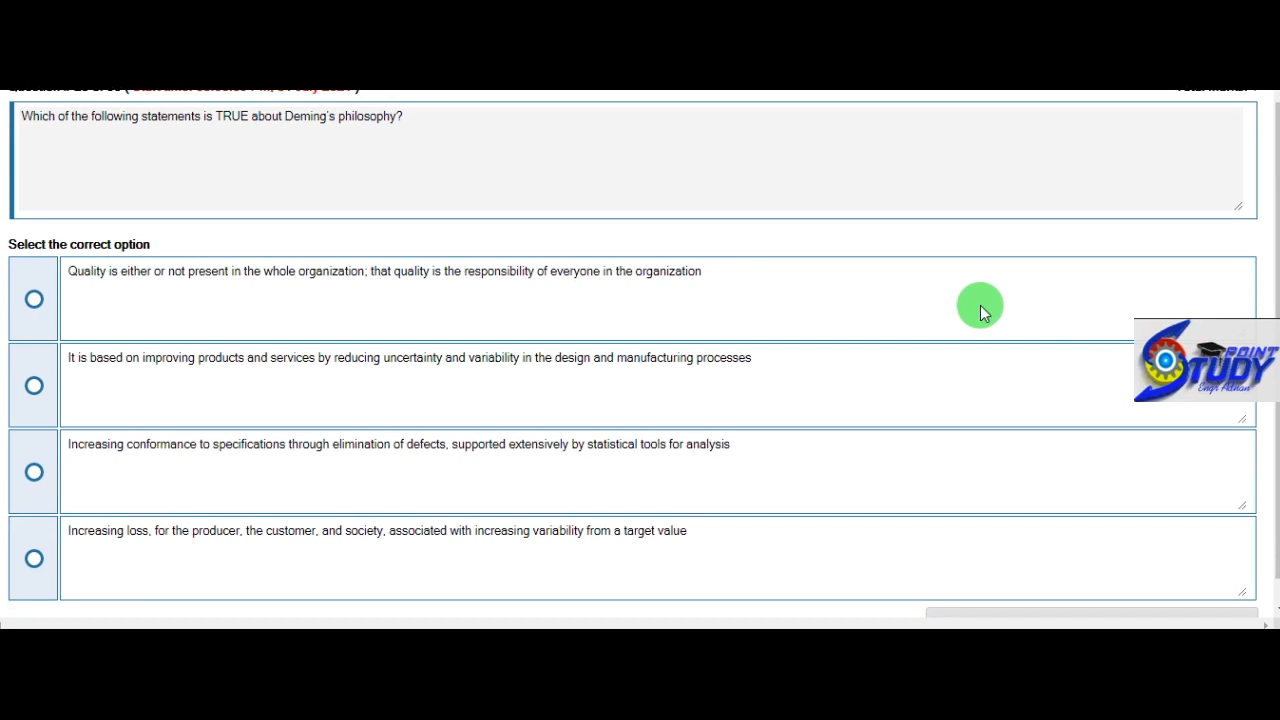 Which of the following statements is TRUE about Deming's philosophy?
Select the correct option
Quality is either or not present in the whole organization; that quality is the responsibility of everyone in the organization
It is based on improving products and services by reducing uncertainty and variability in the design and manufacturing processes
Increasing conformance to specifications through elimination of defects, supported extensively by statistical tools for analysis
Increasing loss, for the producer, the customer, and society, associated with increasing variability from a target value
POINT
STUDY
Engr Adnan